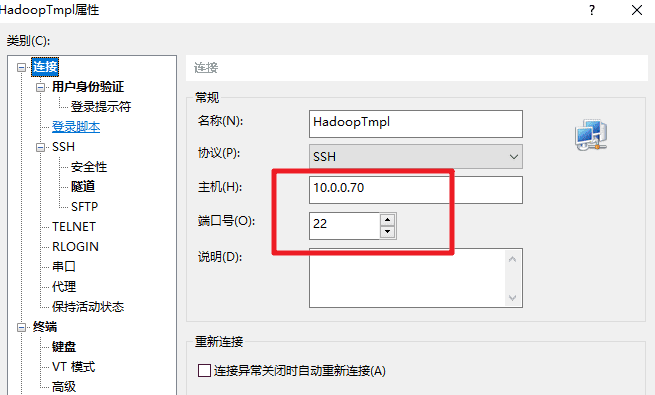 HadoopTmpl属性
?
类别(C):
连接
用户身份验证
登录提示符
登录脚本
SSH
安全性
隧道
SFTP
TELNET
RLOGIN
串口
代理
保持活动状态
终端
键盘
VT 模式
高级
连接
常规
名称(N): HadoopTmpl
协议(P): SSH
主机(H): 10.0.0.70
端口号(O): 22
说明(D):
重新连接
连接异常关闭时自动重新连接(A)